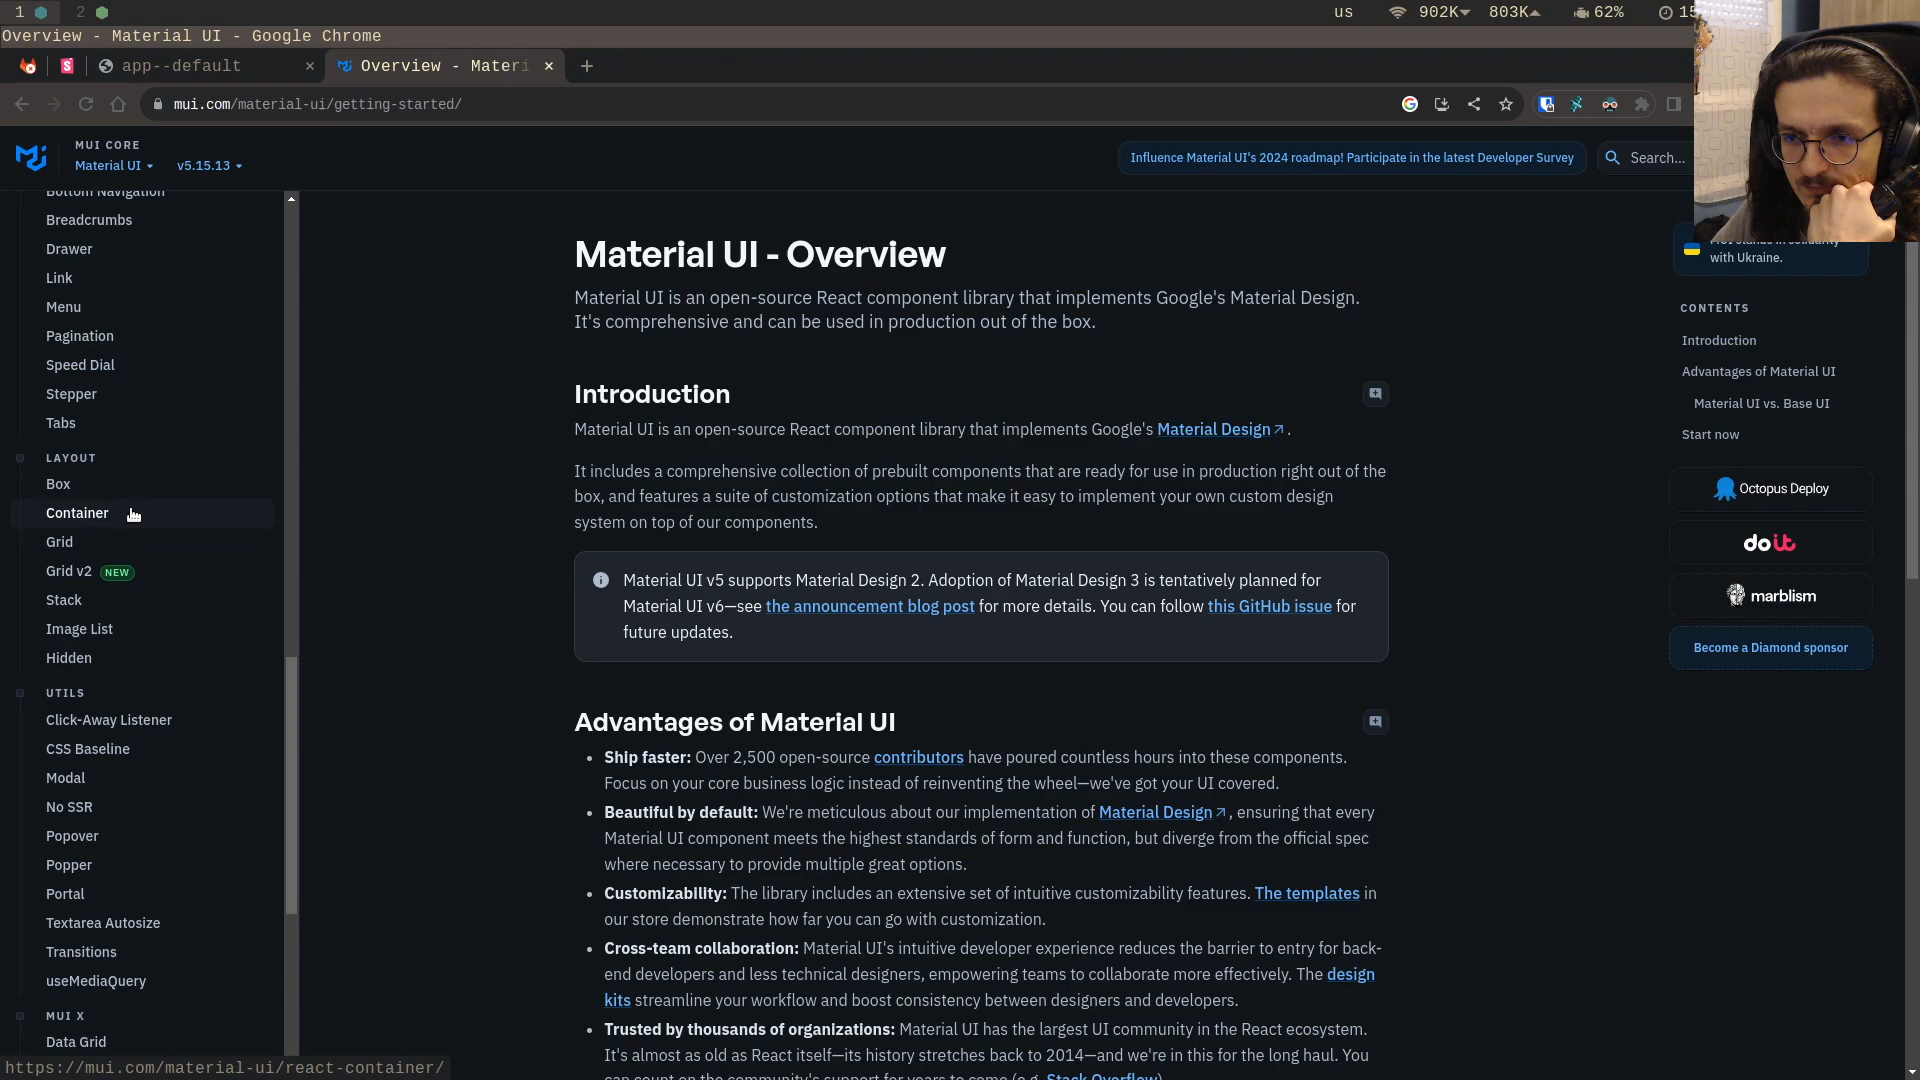 1 2 us 902K 803K 62%
Overview - Material UI - Google Chrome
app--default Overview - Materi
mui.com/material-ui/getting-started/
MUI CORE
Material UI v5.15.13
Influence Material UI's 2024 roadmap! Participate in the latest Developer Survey
Search...
Bottom Navigation
Breadcrumbs
Drawer
Link
Menu
Pagination
Speed Dial
Stepper
Tabs
LAYOUT
Box
Container
Grid
Grid v2 NEW
Stack
Image List
Hidden
UTILS
Click-Away Listener
CSS Baseline
Modal
No SSR
Popover
Popper
Portal
Textarea Autosize
Transitions
useMediaQuery
MUI X
Data Grid
https://mui.com/material-ui/react-container/
Material UI - Overview
Material UI is an open-source React component library that implements Google's Material Design.
It's comprehensive and can be used in production out of the box.
Introduction
Material UI is an open-source React component library that implements Google's Material Design.
It includes a comprehensive collection of prebuilt components that are ready for use in production right out of the
box, and features a suite of customization options that make it easy to implement your own custom design
system on top of our components.
Material UI v5 supports Material Design 2. Adoption of Material Design 3 is tentatively planned for
Material UI v6—see the announcement blog post for more details. You can follow this GitHub issue for
future updates.
Advantages of Material UI
Ship faster: Over 2,500 open-source contributors have poured countless hours into these components.
Focus on your core business logic instead of reinventing the wheel—we've got your UI covered.
Beautiful by default: We're meticulous about our implementation of Material Design, ensuring that every
Material UI component meets the highest standards of form and function, but diverge from the official spec
where necessary to provide multiple great options.
Customizability: The library includes an extensive set of intuitive customizability features. The templates in
our store demonstrate how far you can go with customization.
Cross-team collaboration: Material UI's intuitive developer experience reduces the barrier to entry for back-
end developers and less technical designers, empowering teams to collaborate more effectively. The design
kits streamline your workflow and boost consistency between designers and developers.
Trusted by thousands of organizations: Material UI has the largest UI community in the React ecosystem.
It's almost as old as React itself—its history stretches back to 2014—and we're in this for the long haul. You
can count on the community's support for years to come (e.g. Stack Overflow).
MUI stands in solidarity
with Ukraine.
CONTENTS
Introduction
Advantages of Material UI
Material UI vs. Base UI
Start now
Octopus Deploy
doit
marblism
Become a Diamond sponsor